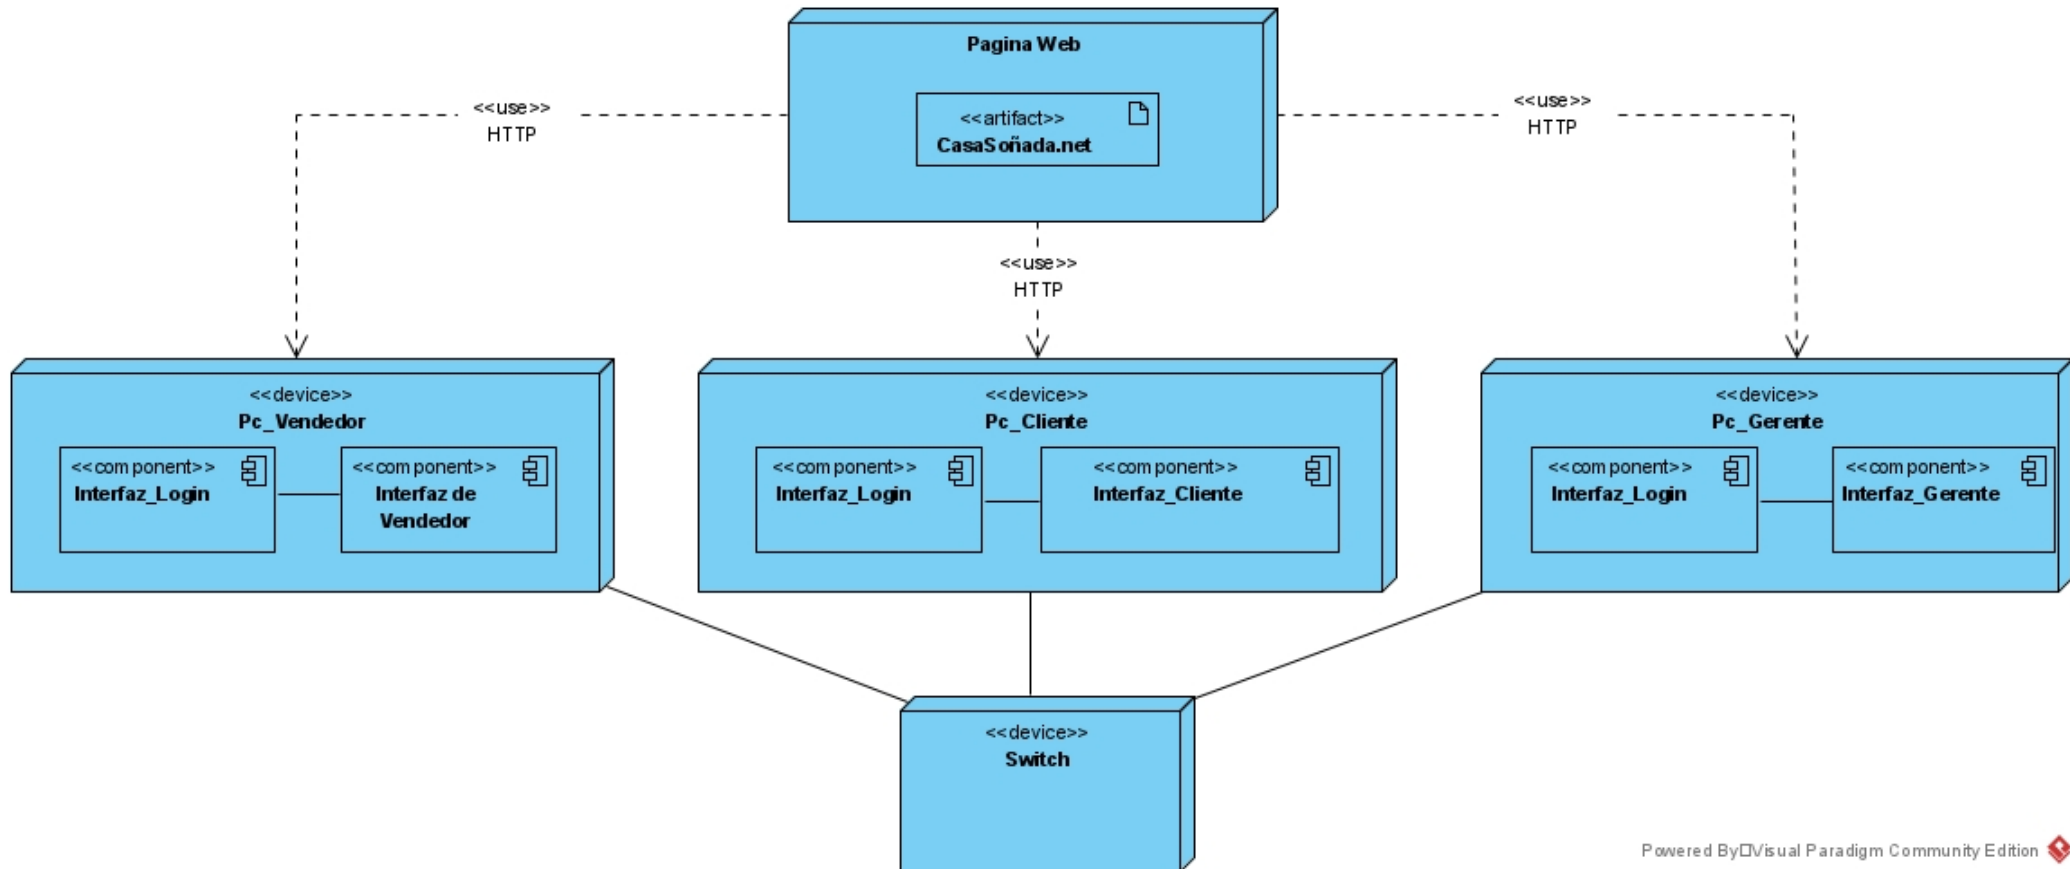 Pagina Web
<<artifact>>
CasaSoñada.net
<<use>>
HTTP
<<use>>
HTTP
<<use>>
HTTP
<<device>>
Pc_Vendedor
<<component>>
Interfaz_Login
<<component>>
Interfaz de
Vendedor
<<device>>
Pc_Cliente
<<component>>
Interfaz_Login
<<component>>
Interfaz_Cliente
<<device>>
Pc_Gerente
<<component>>
Interfaz_Login
<<component>>
Interfaz_Gerente
<<device>>
Switch
Powered By□Visual Paradigm Community Edition